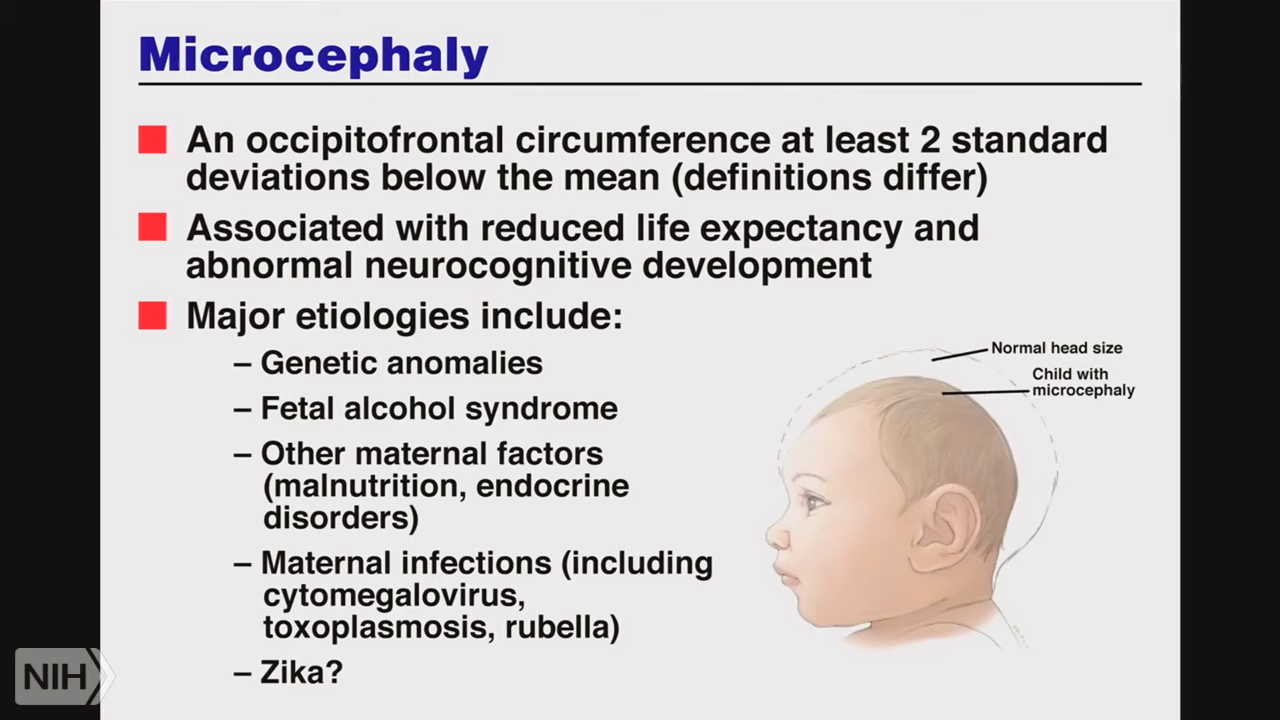 Microcephaly
An occipitofrontal circumference at least 2 standard
deviations below the mean (definitions differ)
Associated with reduced life expectancy and
abnormal neurocognitive development
Major etiologies include:
– Genetic anomalies
– Fetal alcohol syndrome
– Other maternal factors
(malnutrition, endocrine
disorders)
– Maternal infections (including
cytomegalovirus,
toxoplasmosis, rubella)
– Zika?
Normal head size
Child with
microcephaly
NIH